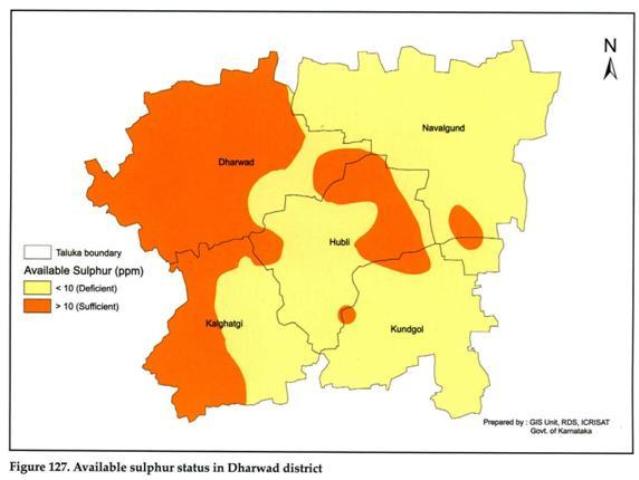 N
Navalgund
Dharwad
Hubli
Taluka boundary
Available Sulphur (ppm)
< 10 (Deficient)
> 10 (Sufficient)
Kalghatgi
Kundgol
Prepared by : GIS Unit, RDS, ICRISAT
Govt. of Karnataka
Figure 127. Available sulphur status in Dharwad district